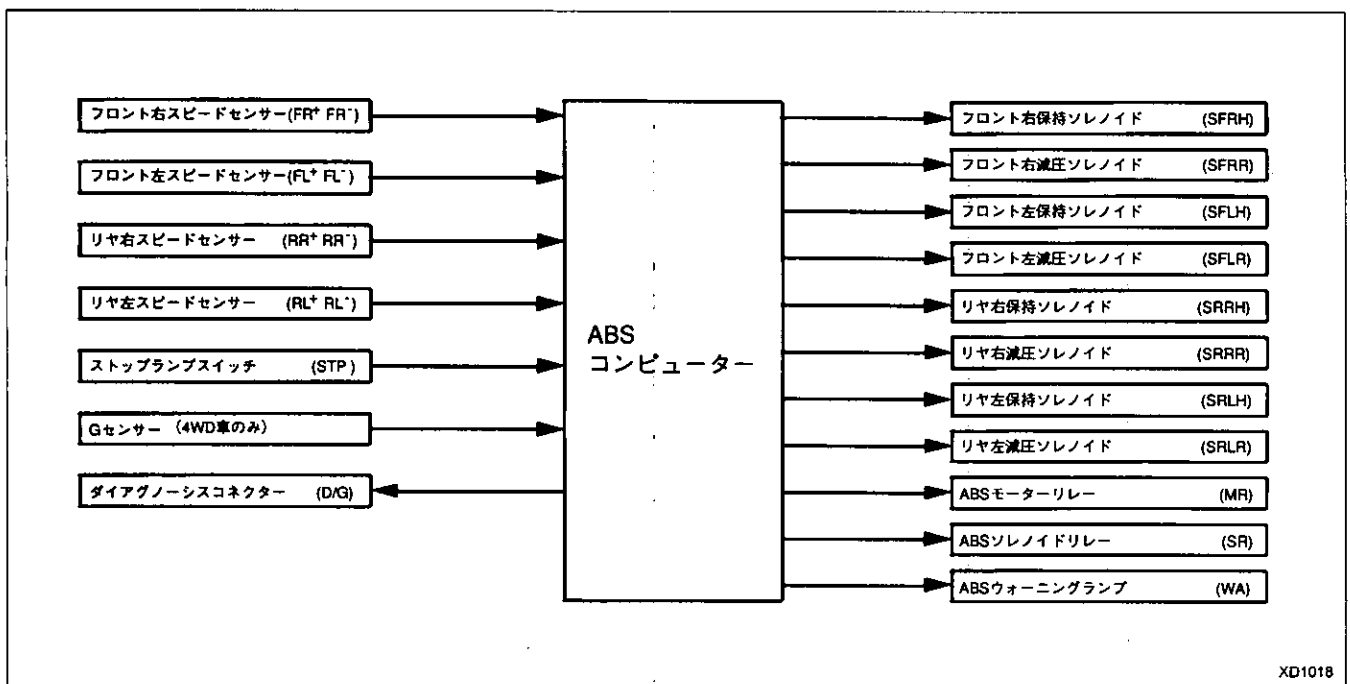 フロント右スピードセンサー(FR⁺ FR⁻)
フロント左スピードセンサー(FL⁺ FL⁻)
リヤ右スピードセンサー (RR⁺ RR⁻)
リヤ左スピードセンサー (RL⁺ RL⁻)
ストップランプスイッチ (STP)
Gセンサー (4WD車のみ)
ダイアグノーシスコネクター (D/G)
ABS
コンピューター
フロント右保持ソレノイド (SFRH)
フロント右減圧ソレノイド (SFRR)
フロント左保持ソレノイド (SFLH)
フロント左減圧ソレノイド (SFLR)
リヤ右保持ソレノイド (SRRH)
リヤ右減圧ソレノイド (SRRR)
リヤ左保持ソレノイド (SRLH)
リヤ左減圧ソレノイド (SRLR)
ABSモーターリレー (MR)
ABSソレノイドリレー (SR)
ABSウォーニングランプ (WA)
XD1018